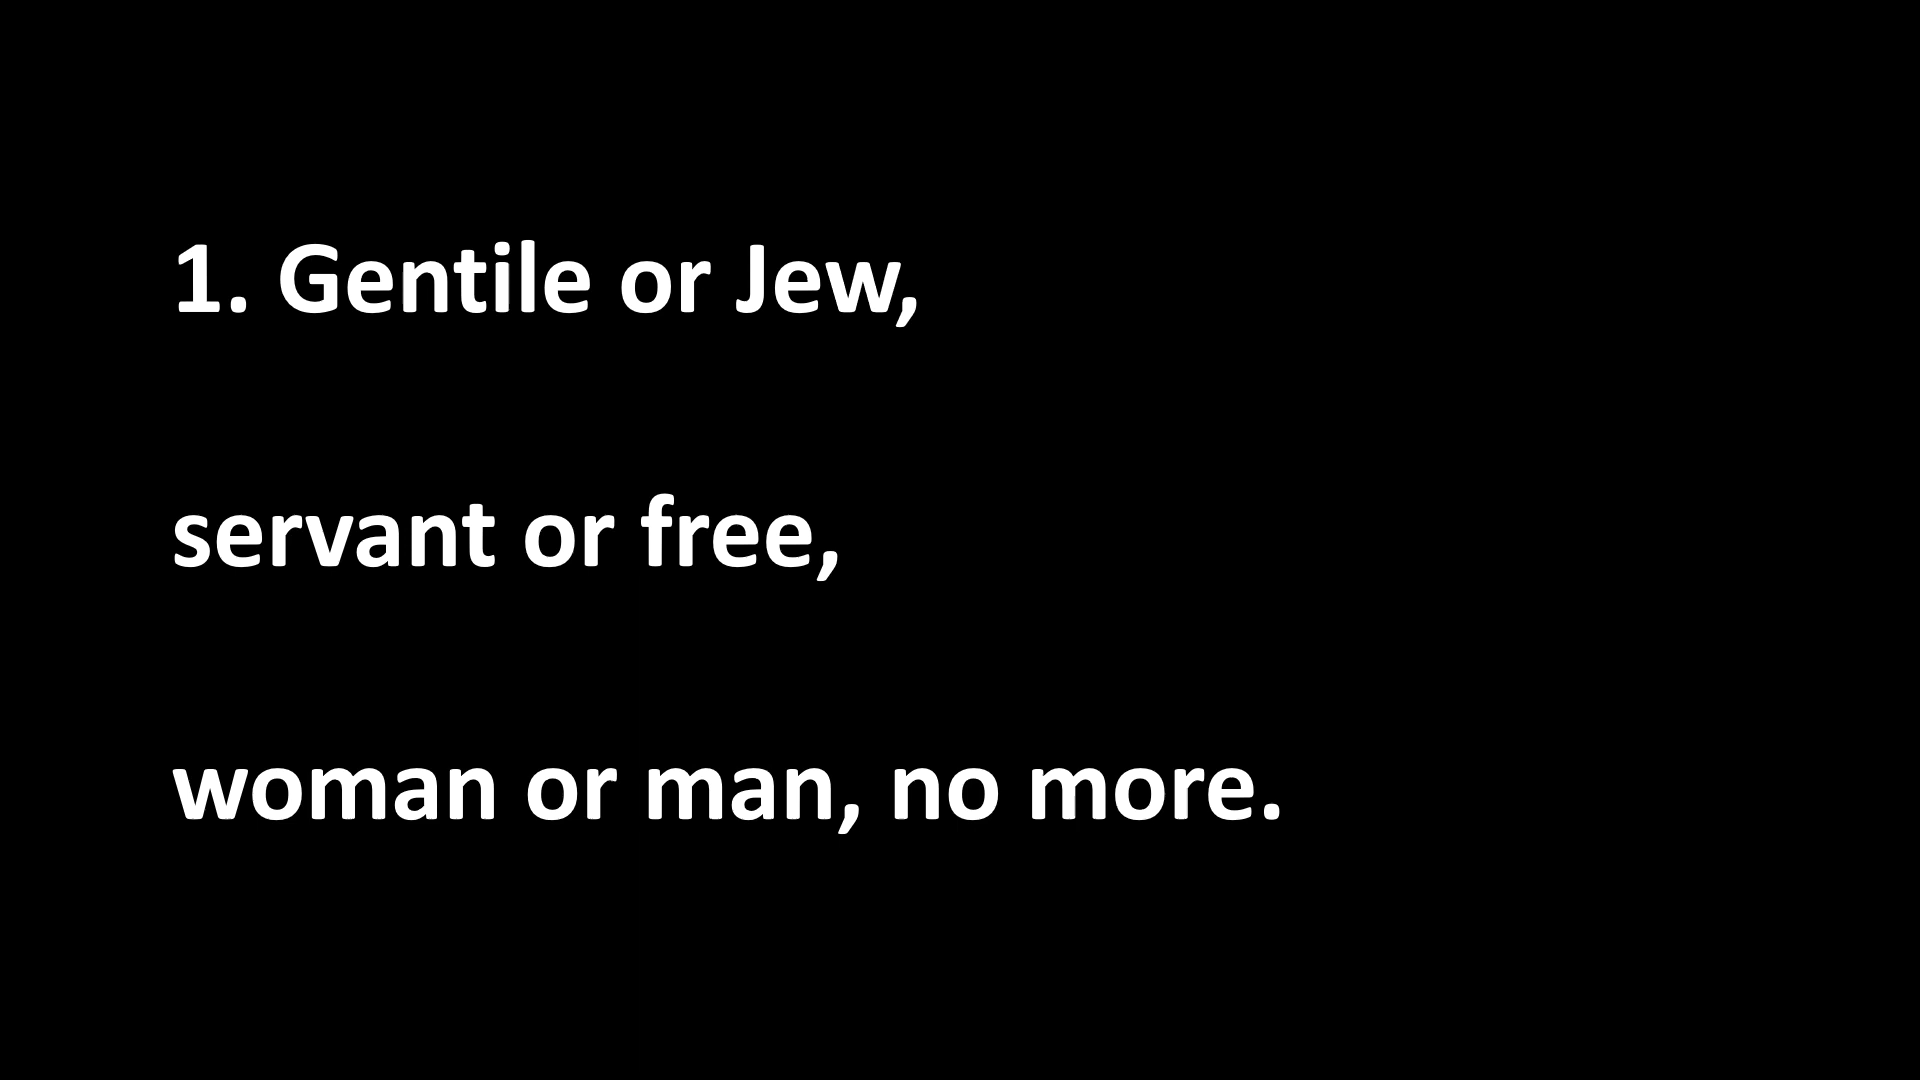 1. Gentile or Jew,
servant or free,
woman or man, no more.